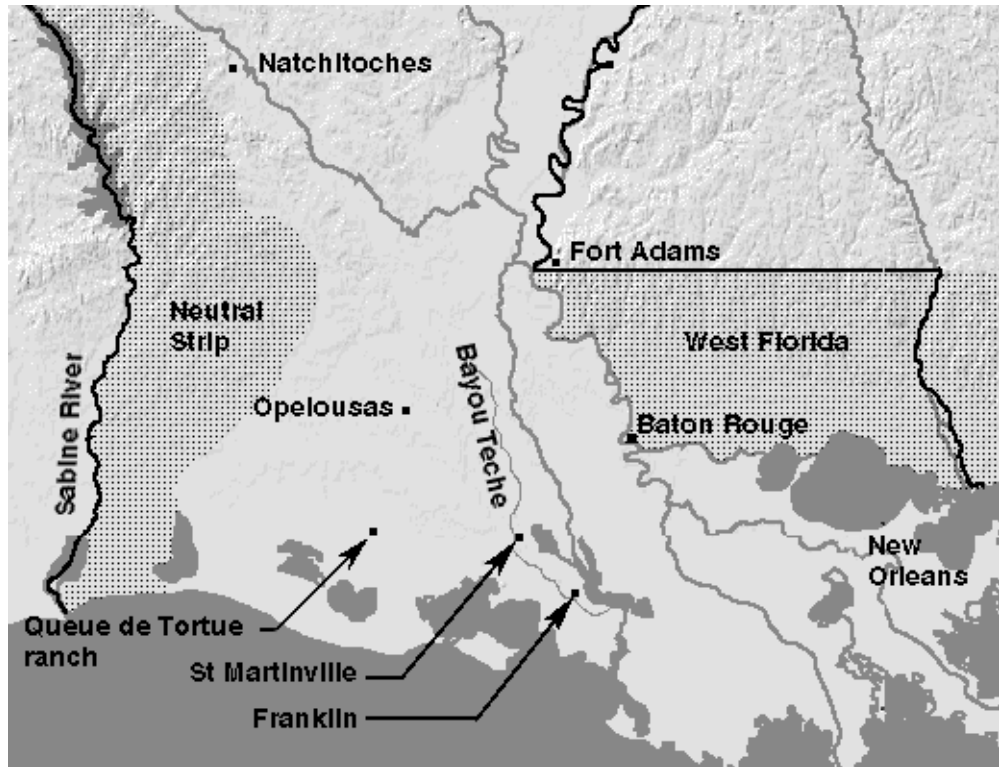 Natchitoches
Fort Adams
Neutral
Strip
West Florida
Bayou Teche
Opelousas
Baton Rouge
Sabine River
New
Orleans
Queue de Tortue
ranch
St Martinville
Franklin